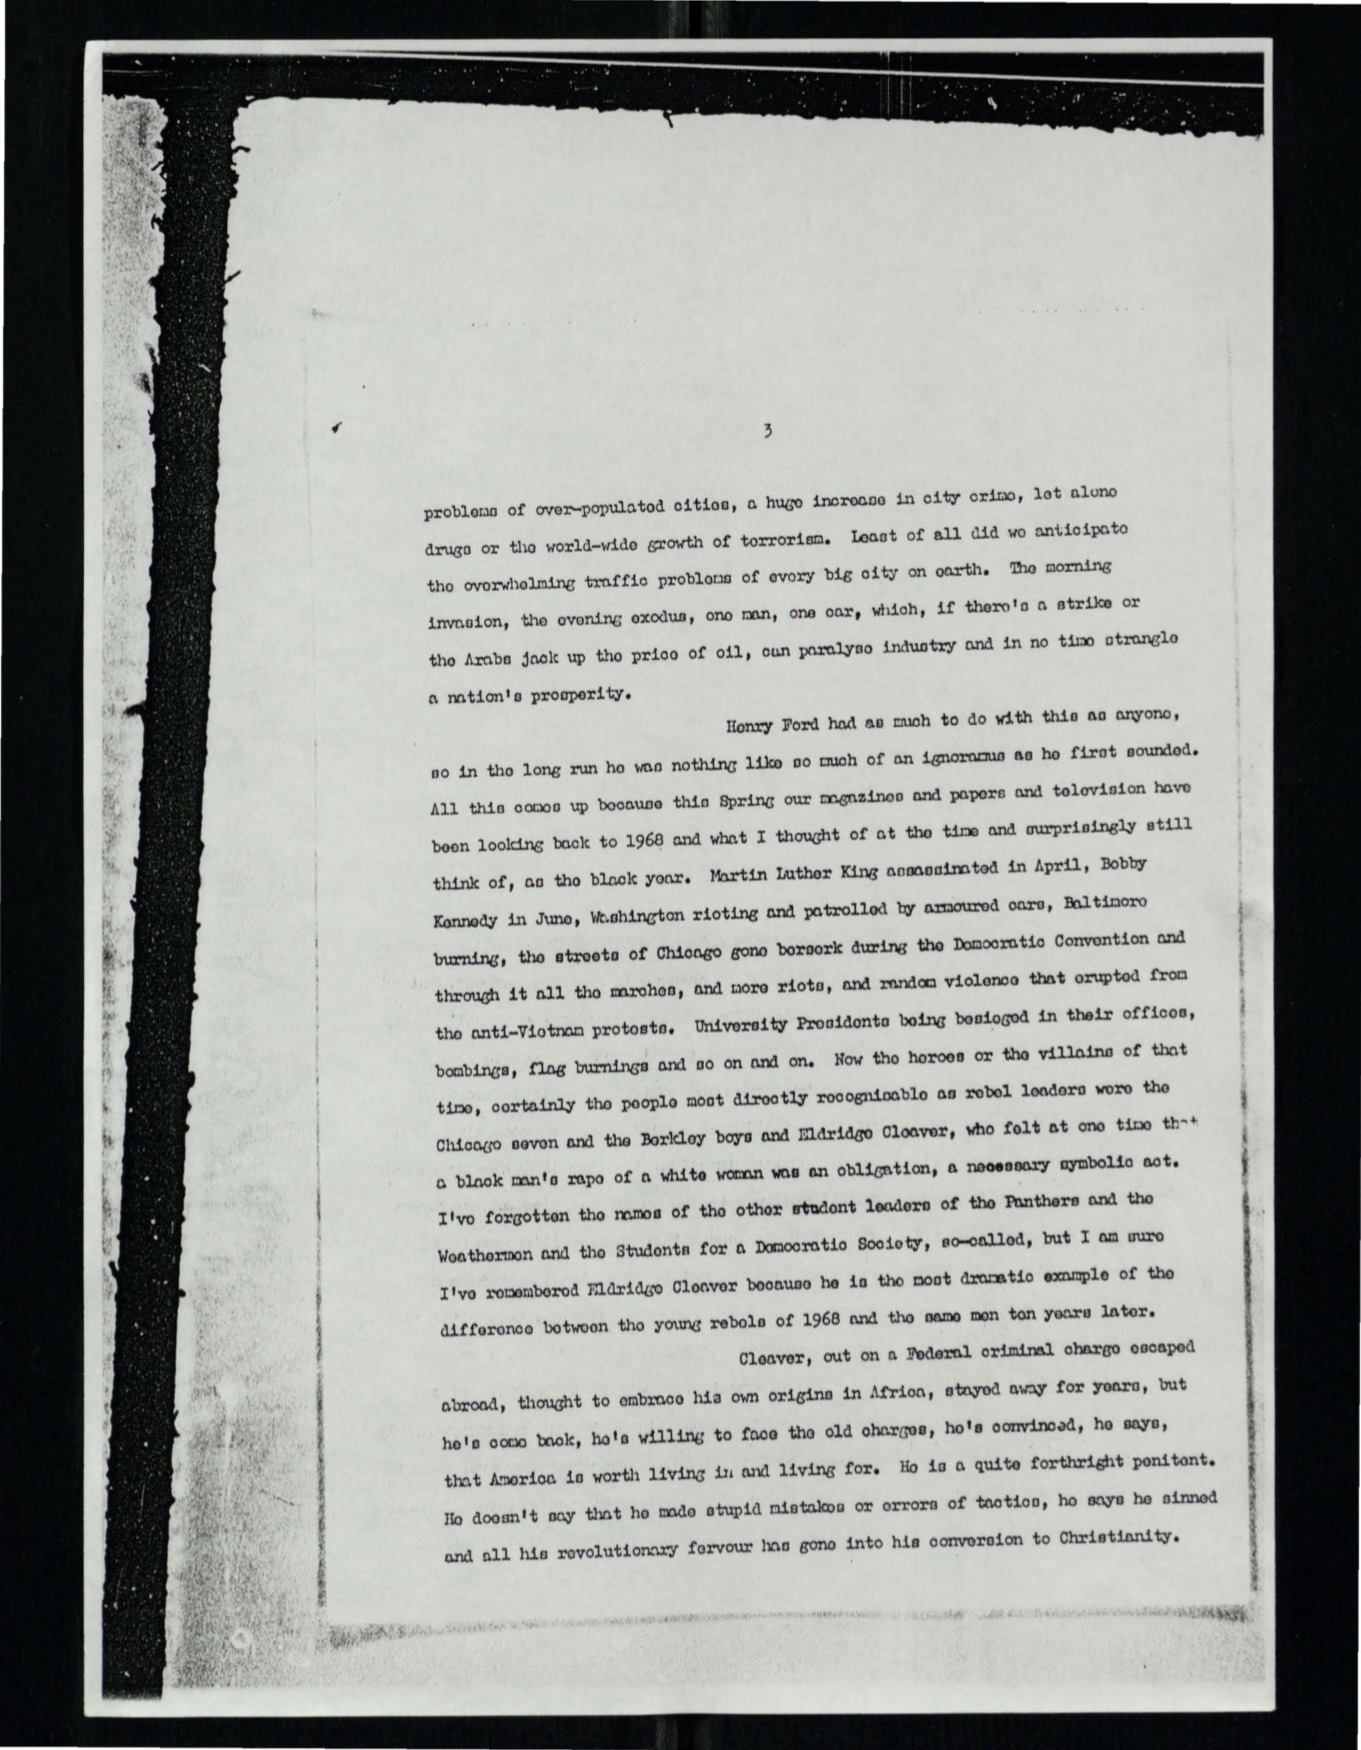 3
problems of over-populated cities, a huge increase in city crime, let alone
drugs or the world-wide growth of terrorism. Least of all did we anticipate
the overwhelming traffic problems of every big city on earth. The morning
invasion, the evening exodus, one man, one car, which, if there's a strike or
the Arabs jack up the price of oil, can paralyse industry and in no time strangle
a nation's prosperity.
Henry Ford had as much to do with this as anyone,
so in the long run he was nothing like so much of an ignoramus as he first sounded.
All this comes up because this Spring our magazines and papers and television have
been looking back to 1968 and what I thought of at the time and surprisingly still
think of, as the black year. Martin Luther King assassinated in April, Bobby
Kennedy in June, Washington rioting and patrolled by armoured cars, Baltimore
burning, the streets of Chicago gone berserk during the Democratic Convention and
through it all the marches, and more riots, and random violence that erupted from
the anti-Vietnam protests. University Presidents being besieged in their offices,
bombings, flag burnings and so on and on. Now the heroes or the villains of that
time, certainly the people most directly recognisable as rebel leaders were the
Chicago seven and the Berkley boys and Eldridge Cleaver, who felt at one time that
a black man's rape of a white woman was an obligation, a necessary symbolic act.
I've forgotten the names of the other student leaders of the Panthers and the
Weathermen and the Students for a Democratic Society, so-called, but I am sure
I've remembered Eldridge Cleaver because he is the most dramatic example of the
difference between the young rebels of 1968 and the same men ten years later.
Cleaver, out on a Federal criminal charge escaped
abroad, thought to embrace his own origins in Africa, stayed away for years, but
he's come back, he's willing to face the old charges, he's convinced, he says,
that America is worth living in and living for. He is a quite forthright penitent.
He doesn't say that he made stupid mistakes or errors of tactics, he says he sinned
and all his revolutionary fervour has gone into his conversion to Christianity.